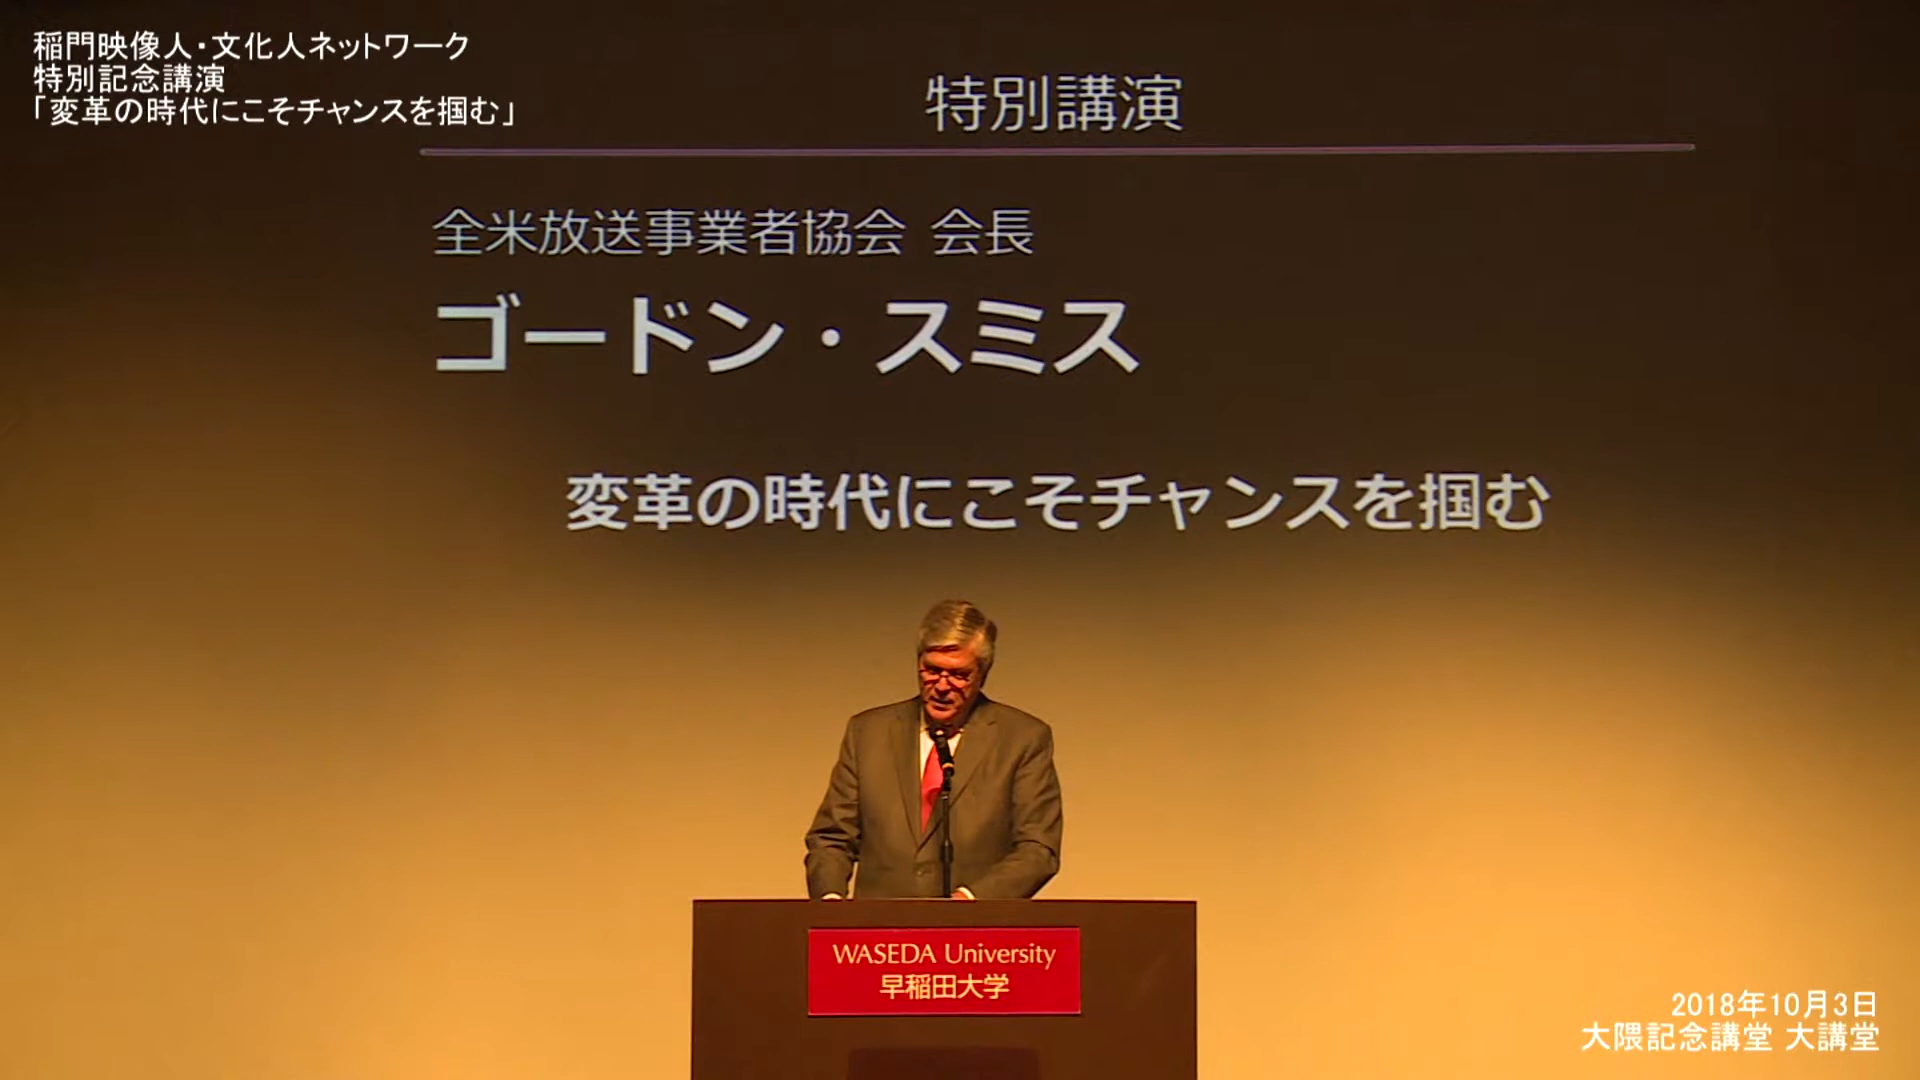 稲門映像人・文化人ネットワーク
特別記念講演
「変革の時代にこそチャンスを掴む」
特別講演
全米放送事業者協会 会長
ゴードン・スミス
変革の時代にこそチャンスを掴む
WASEDA University
早稲田大学
2018年10月3日
大隈記念講堂 大講堂